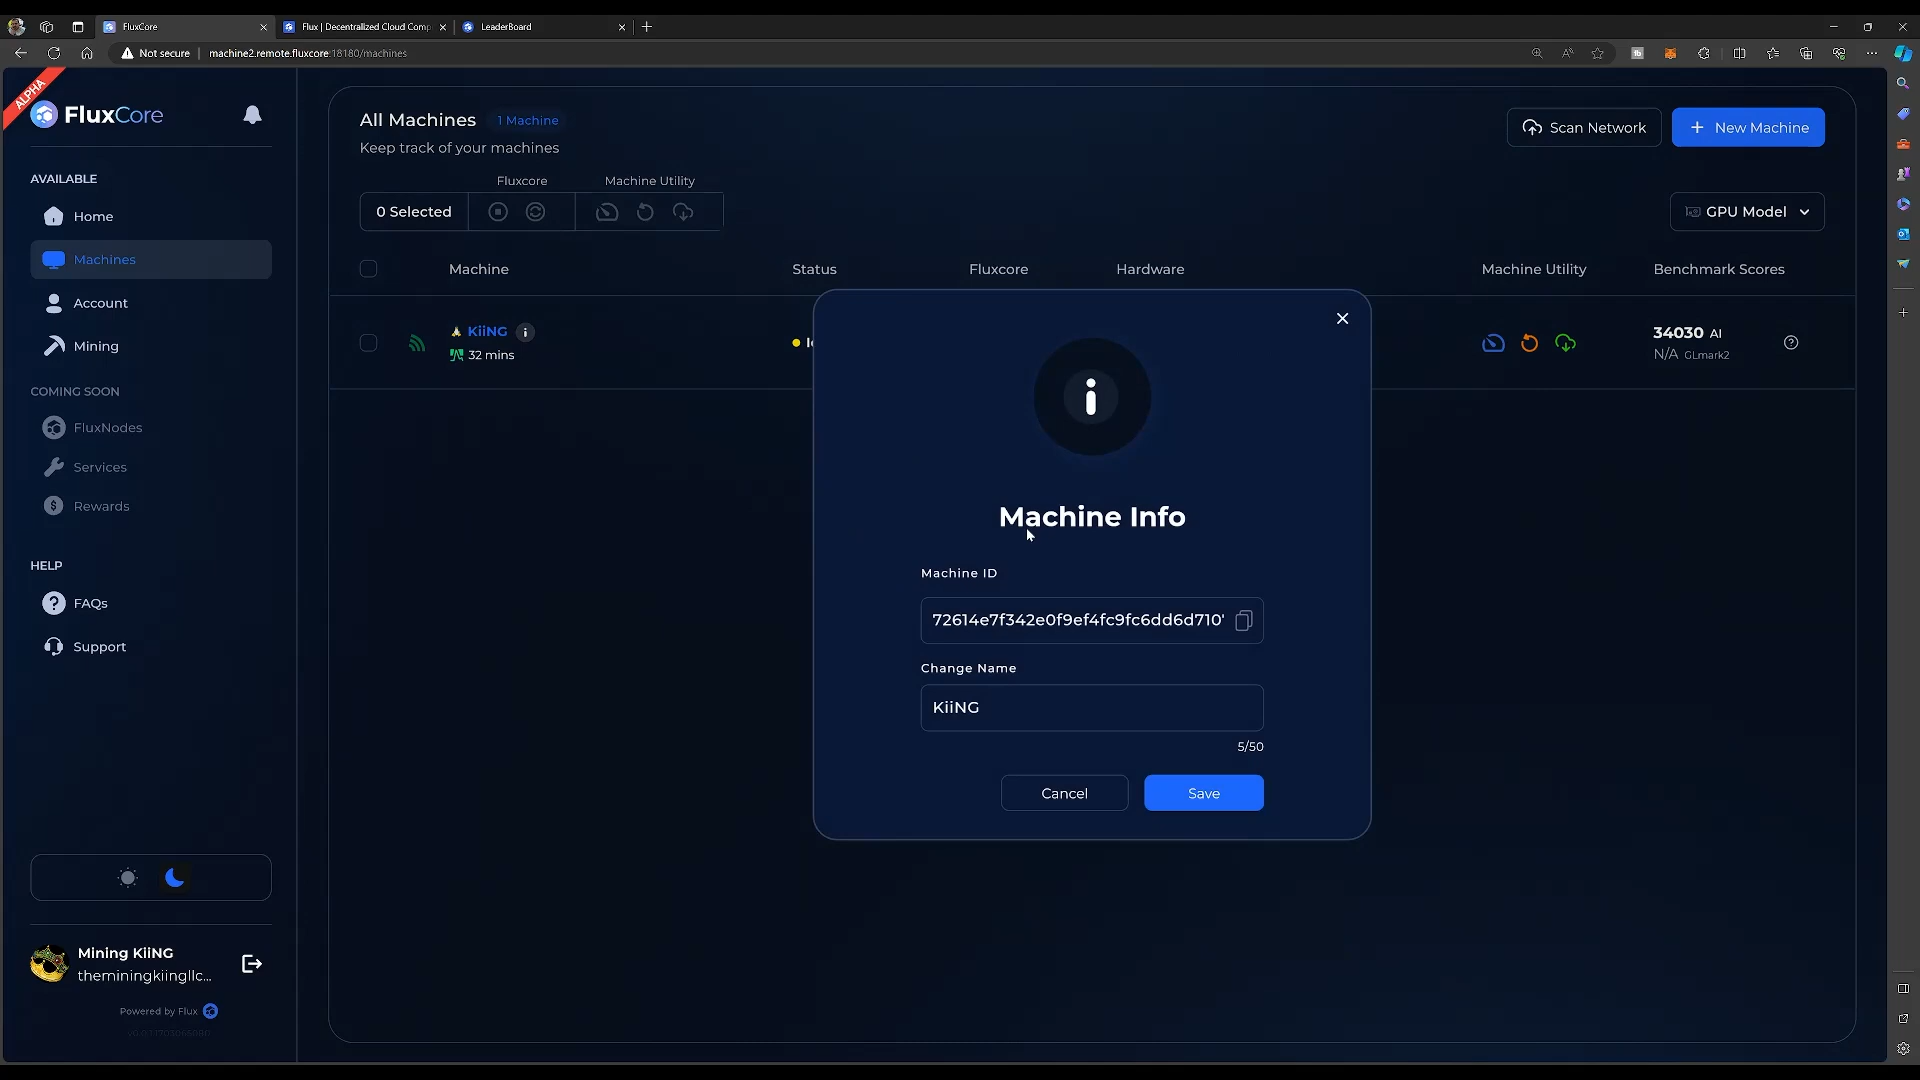 FluxCore
Flux | Decentralized Cloud Comp
LeaderBoard
Not secure
machine2.remote.fluxcore:18180/machines
ALPHA
FluxCore
AVAILABLE
Home
Machines
Account
Mining
COMING SOON
FluxNodes
Services
Rewards
HELP
FAQs
Support
Mining KiiNG
theminingkiingllc...
Powered by Flux
All Machines
1 Machine
Keep track of your machines
Scan Network
+ New Machine
Fluxcore
Machine Utility
0 Selected
GPU Model
Machine
Status
Fluxcore
Hardware
Machine Utility
Benchmark Scores
KiiNG
32 mins
34030 AI
N/A GLmark2
Machine Info
Machine ID
72614e7f342e0f9ef4fc9fc6dd6d710
Change Name
KiiNG
5/50
Cancel
Save